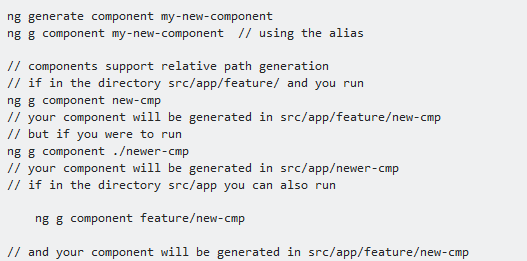 ng generate component my-new-component
ng g component my-new-component  // using the alias

// components support relative path generation
// if in the directory src/app/feature/ and you run
ng g component new-cmp
// your component will be generated in src/app/feature/new-cmp
// but if you were to run
ng g component ./newer-cmp
// your component will be generated in src/app/newer-cmp
// if in the directory src/app you can also run

    ng g component feature/new-cmp

// and your component will be generated in src/app/feature/new-cmp